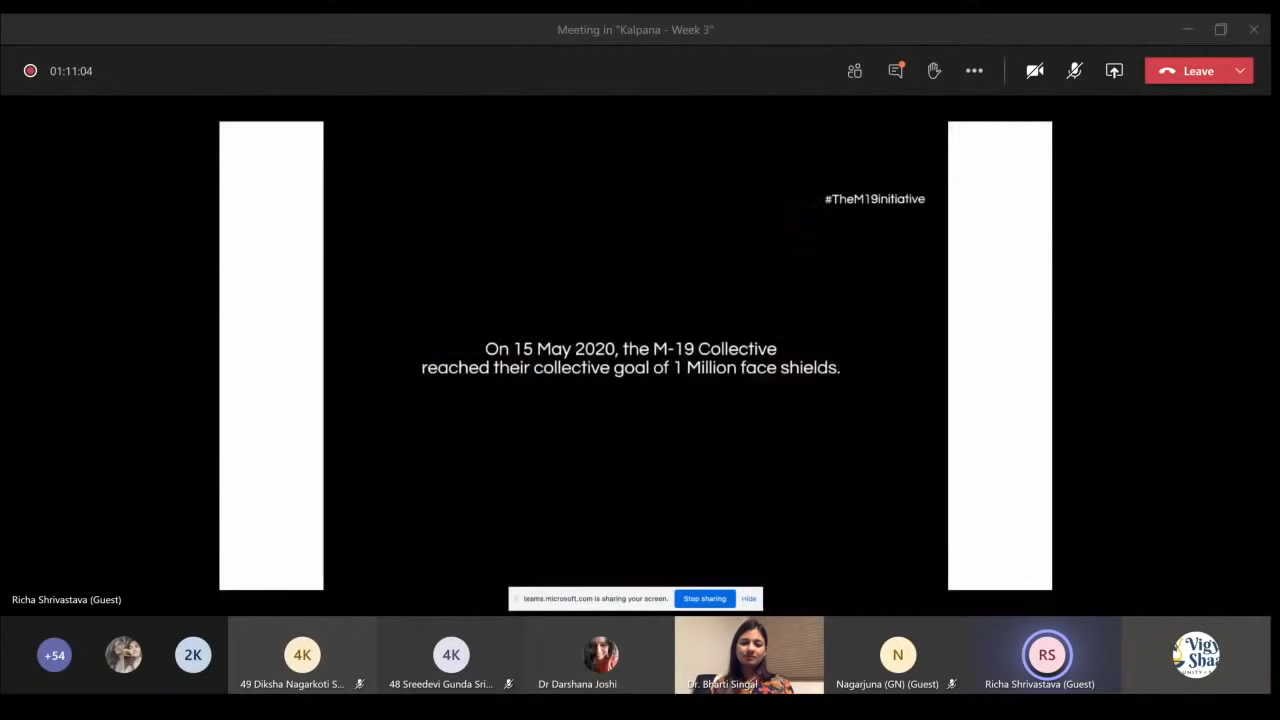 Meeting in "Kalpana - Week 3"
01:11:04
Leave
#TheM19initiative
On 15 May 2020, the M-19 Collective
reached their collective goal of 1 Million face shields.
Richa Shrivastava (Guest)
teams.microsoft.com is sharing your screen.
Stop sharing
Hide
+54
2K
4K
4K
N
RS
Vigy
Shaa
UNITY
49 Diksha Nagarkoti S...
48 Sreedevi Gunda Sri...
Dr Darshana Joshi
Dr. Bharti Singal
Nagarjuna (GN) (Guest)
Richa Shrivastava (Guest)